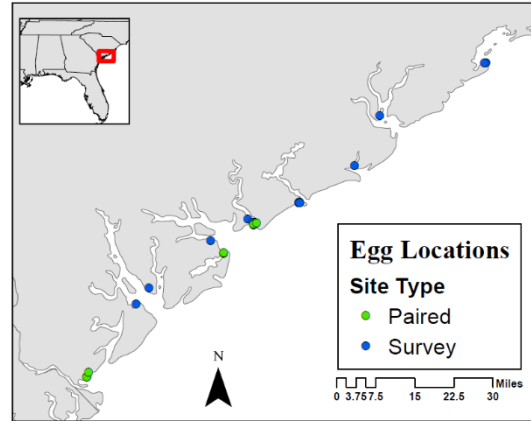 Egg Locations
Site Type
Paired
Survey
N
Miles
0 3.75 7.5 15 22.5 30